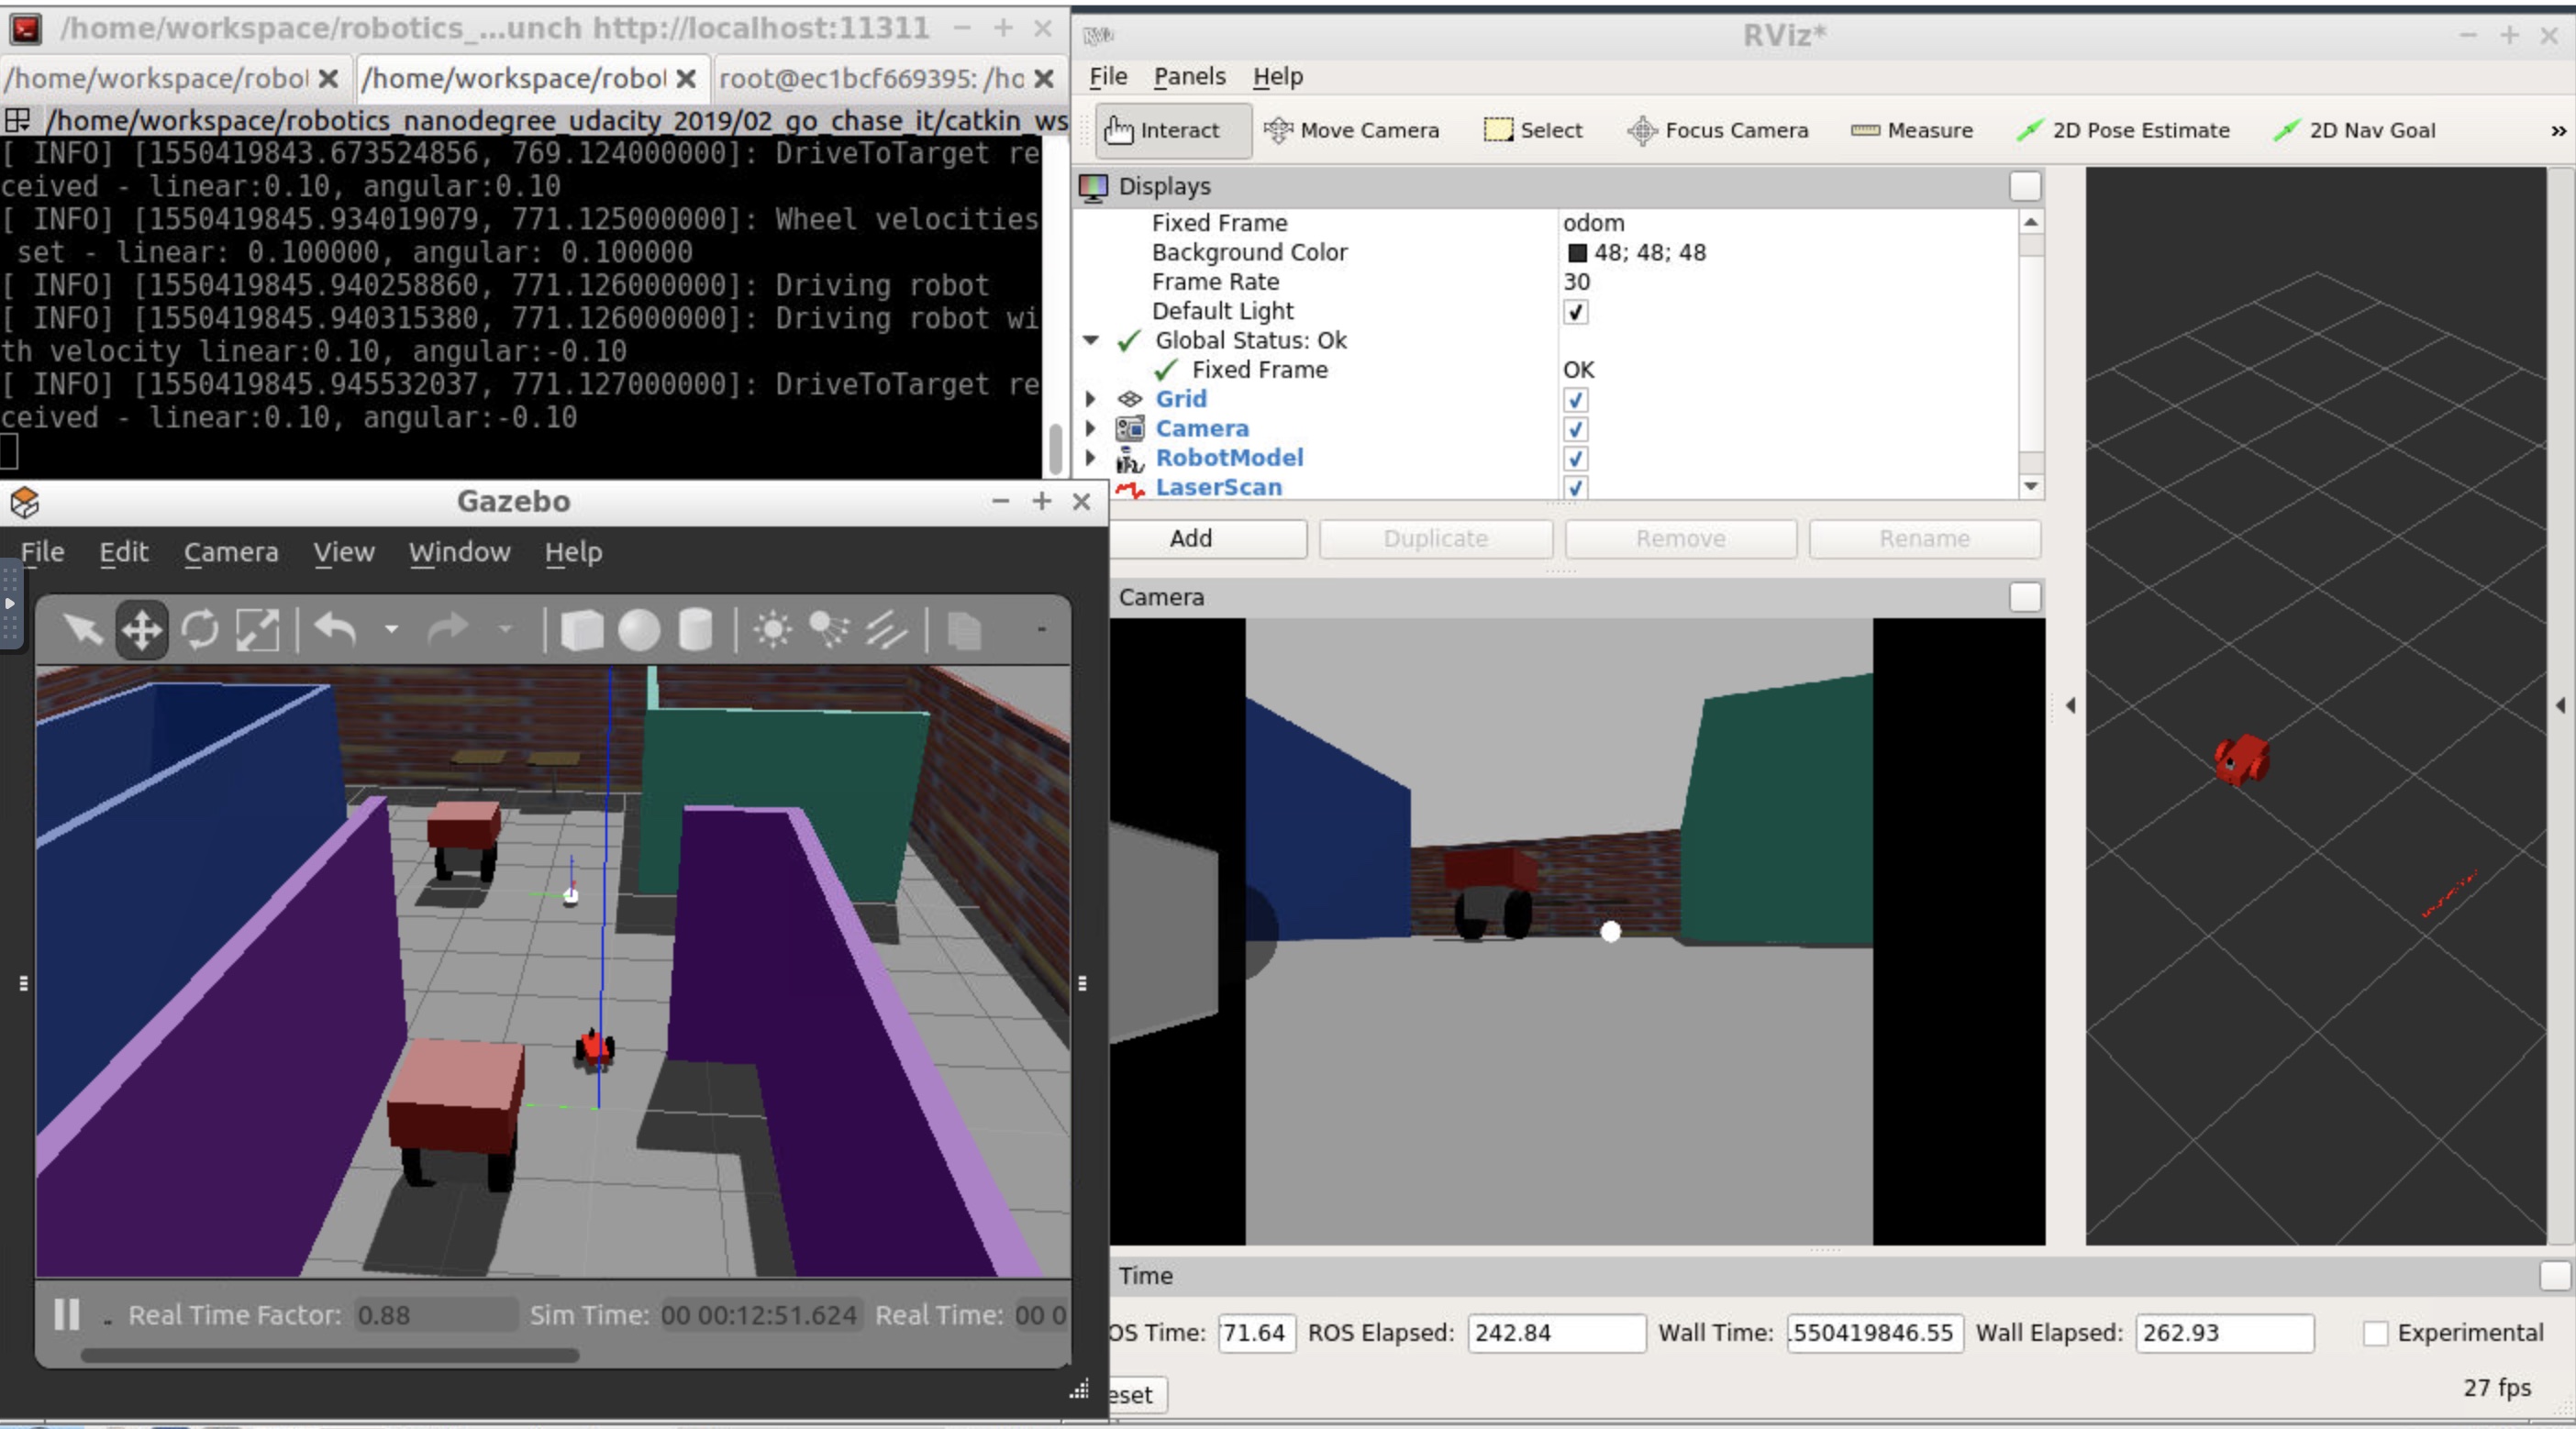 /home/workspace/robotics_...unch http://localhost:11311
/home/workspace/robot
/home/workspace/robot
root@ec1bcf669395: /ho
/home/workspace/robotics_nanodegree_udacity_2019/02_go_chase_it/catkin_ws
[ INFO] [1550419843.673524856, 769.124000000]: DriveToTarget re
ceived - linear:0.10, angular:0.10
[ INFO] [1550419845.934019079, 771.125000000]: Wheel velocities
set - linear: 0.100000, angular: 0.100000
[ INFO] [1550419845.940258860, 771.126000000]: Driving robot
[ INFO] [1550419845.940315380, 771.126000000]: Driving robot wi
th velocity linear:0.10, angular:-0.10
[ INFO] [1550419845.945532037, 771.127000000]: DriveToTarget re
ceived - linear:0.10, angular:-0.10
Gazebo
File Edit Camera View Window Help
Real Time Factor: 0.88 Sim Time: 00 00:12:51.624 Real Time: 00 0
RViz*
File Panels Help
Interact Move Camera Select Focus Camera Measure 2D Pose Estimate 2D Nav Goal »
Displays
Fixed Frame odom
Background Color 48; 48; 48
Frame Rate 30
Default Light
Global Status: Ok
Fixed Frame OK
Grid
Camera
RobotModel
LaserScan
Add Duplicate Remove Rename
Camera
Time
OS Time: 71.64 ROS Elapsed: 242.84 Wall Time: .550419846.55 Wall Elapsed: 262.93 Experimental
eset 27 fps